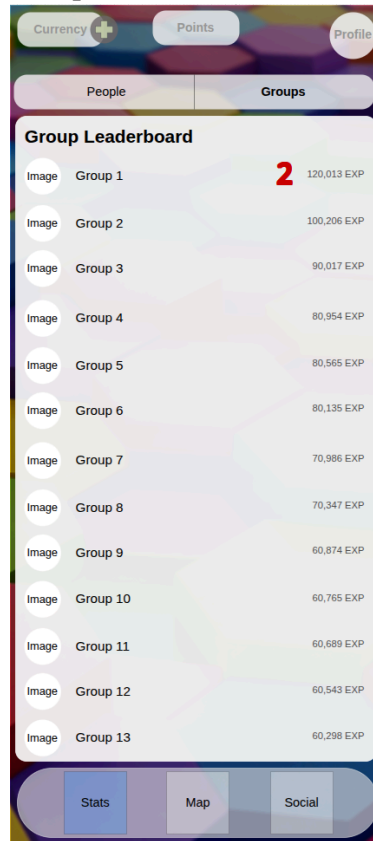 Currency
Points
Profile
People Groups
Group Leaderboard
Image Group 1 2 120,013 EXP
Image Group 2 100,206 EXP
Image Group 3 90,017 EXP
Image Group 4 80,954 EXP
Image Group 5 80,565 EXP
Image Group 6 80,135 EXP
Image Group 7 70,986 EXP
Image Group 8 70,347 EXP
Image Group 9 60,874 EXP
Image Group 10 60,765 EXP
Image Group 11 60,689 EXP
Image Group 12 60,543 EXP
Image Group 13 60,298 EXP
Stats Map Social